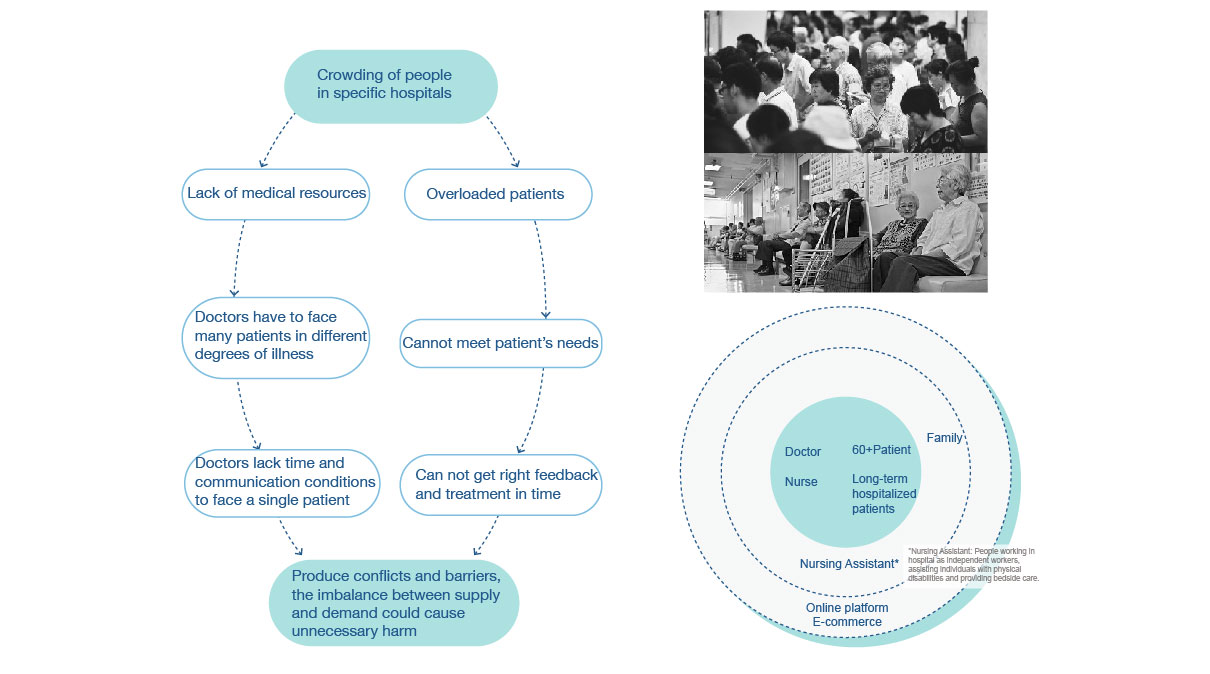 Crowding of people
in specific hospitals
Lack of medical resources
Overloaded patients
Doctors have to face
many patients in different
degrees of illness
Cannot meet patient's needs
Doctors lack time and
communication conditions
to face a single patient
Can not get right feedback
and treatment in time
Produce conflicts and barriers,
the imbalance between supply
and demand could cause
unnecessary harm
Doctor
Nurse
60+Patient
Long-term
hospitalized
patients
Family
Nursing Assistant*
*Nursing Assistant: People working in
hospital as independent workers,
assisting individuals with physical
disabilities and providing bedside care.
Online platform
E-commerce